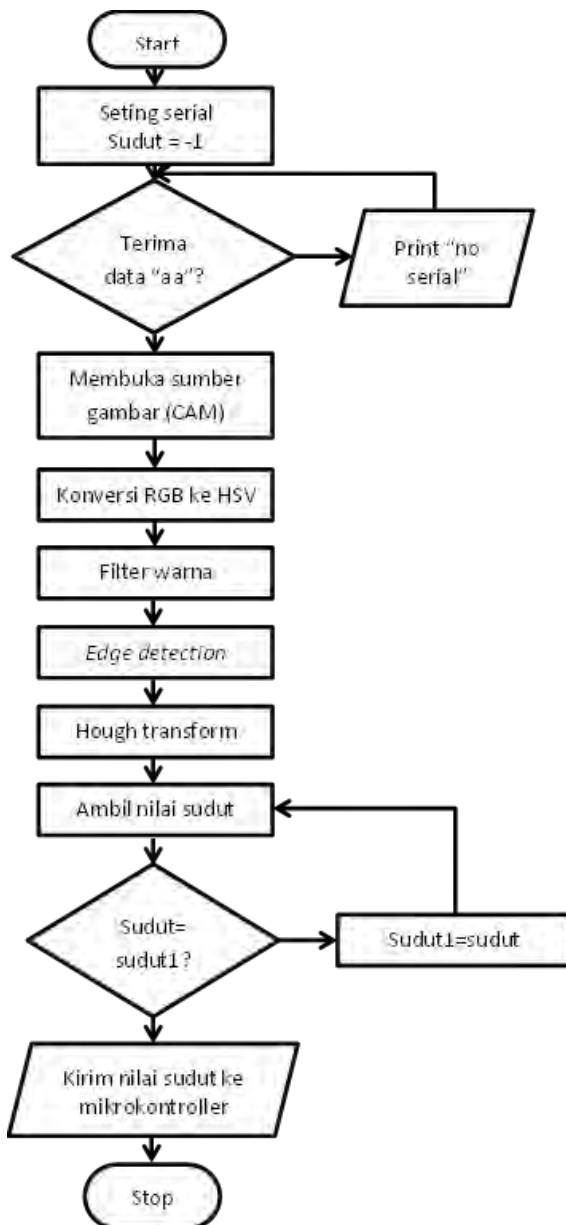 Start
Seting serial
Sudut = -1
Terima
data "aa"?
Print "no
serial"
Membuka sumber
gambar (CAM)
Konversi RGB ke HSV
Filter warna
Edge detection
Hough transform
Ambil nilai sudut
Sudut=
sudut1?
Sudut1=sudut
Kirim nilai sudut ke
mikrokontroller
Stop